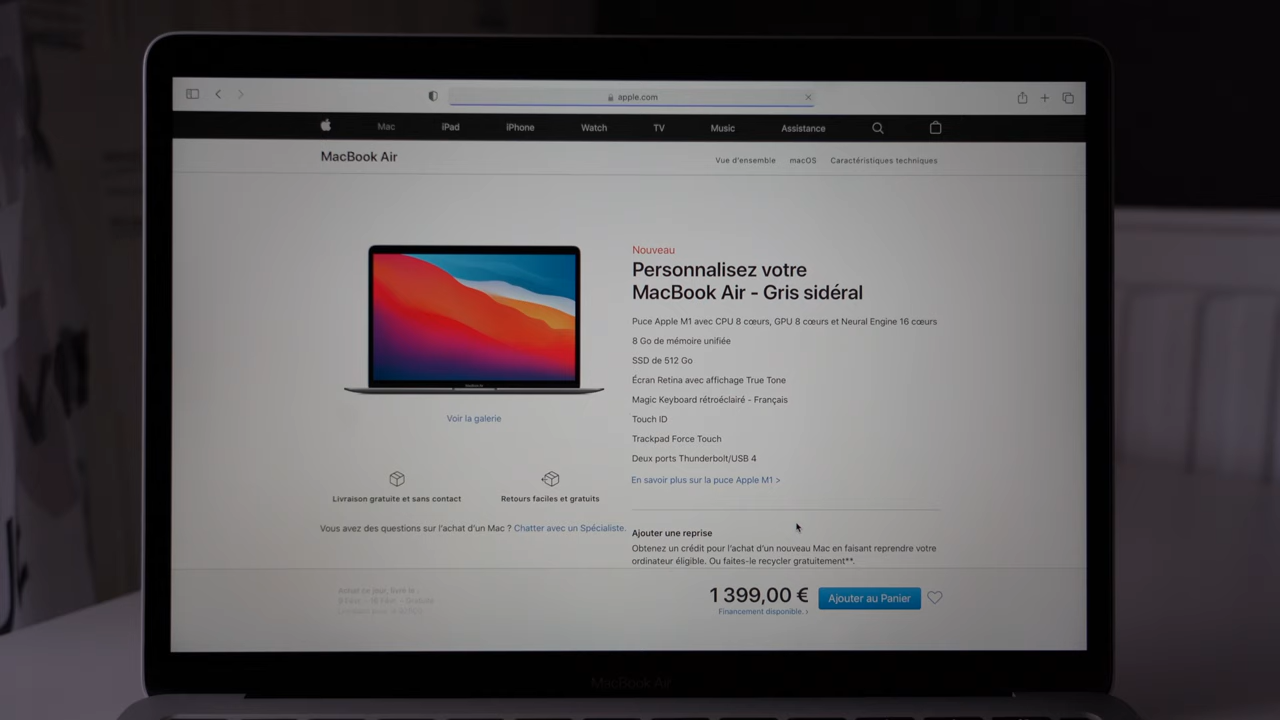 apple.com
Mac iPad iPhone Watch TV Music Assistance
MacBook Air
Vue d'ensemble macOS Caractéristiques techniques
Nouveau
Personnalisez votre
MacBook Air - Gris sidéral
Puce Apple M1 avec CPU 8 cœurs, GPU 8 cœurs et Neural Engine 16 cœurs
8 Go de mémoire unifiée
SSD de 512 Go
Écran Retina avec affichage True Tone
Magic Keyboard rétroéclairé - Français
Touch ID
Trackpad Force Touch
Deux ports Thunderbolt/USB 4
En savoir plus sur la puce Apple M1 >
Voir la galerie
Livraison gratuite et sans contact
Retours faciles et gratuits
Vous avez des questions sur l'achat d'un Mac ? Chatter avec un Spécialiste.
Ajouter une reprise
Obtenez un crédit pour l'achat d'un nouveau Mac en faisant reprendre votre
ordinateur éligible. Ou faites-le recycler gratuitement**.
1 399,00 €
Financement disponible. >
Ajouter au Panier
MacBook Air